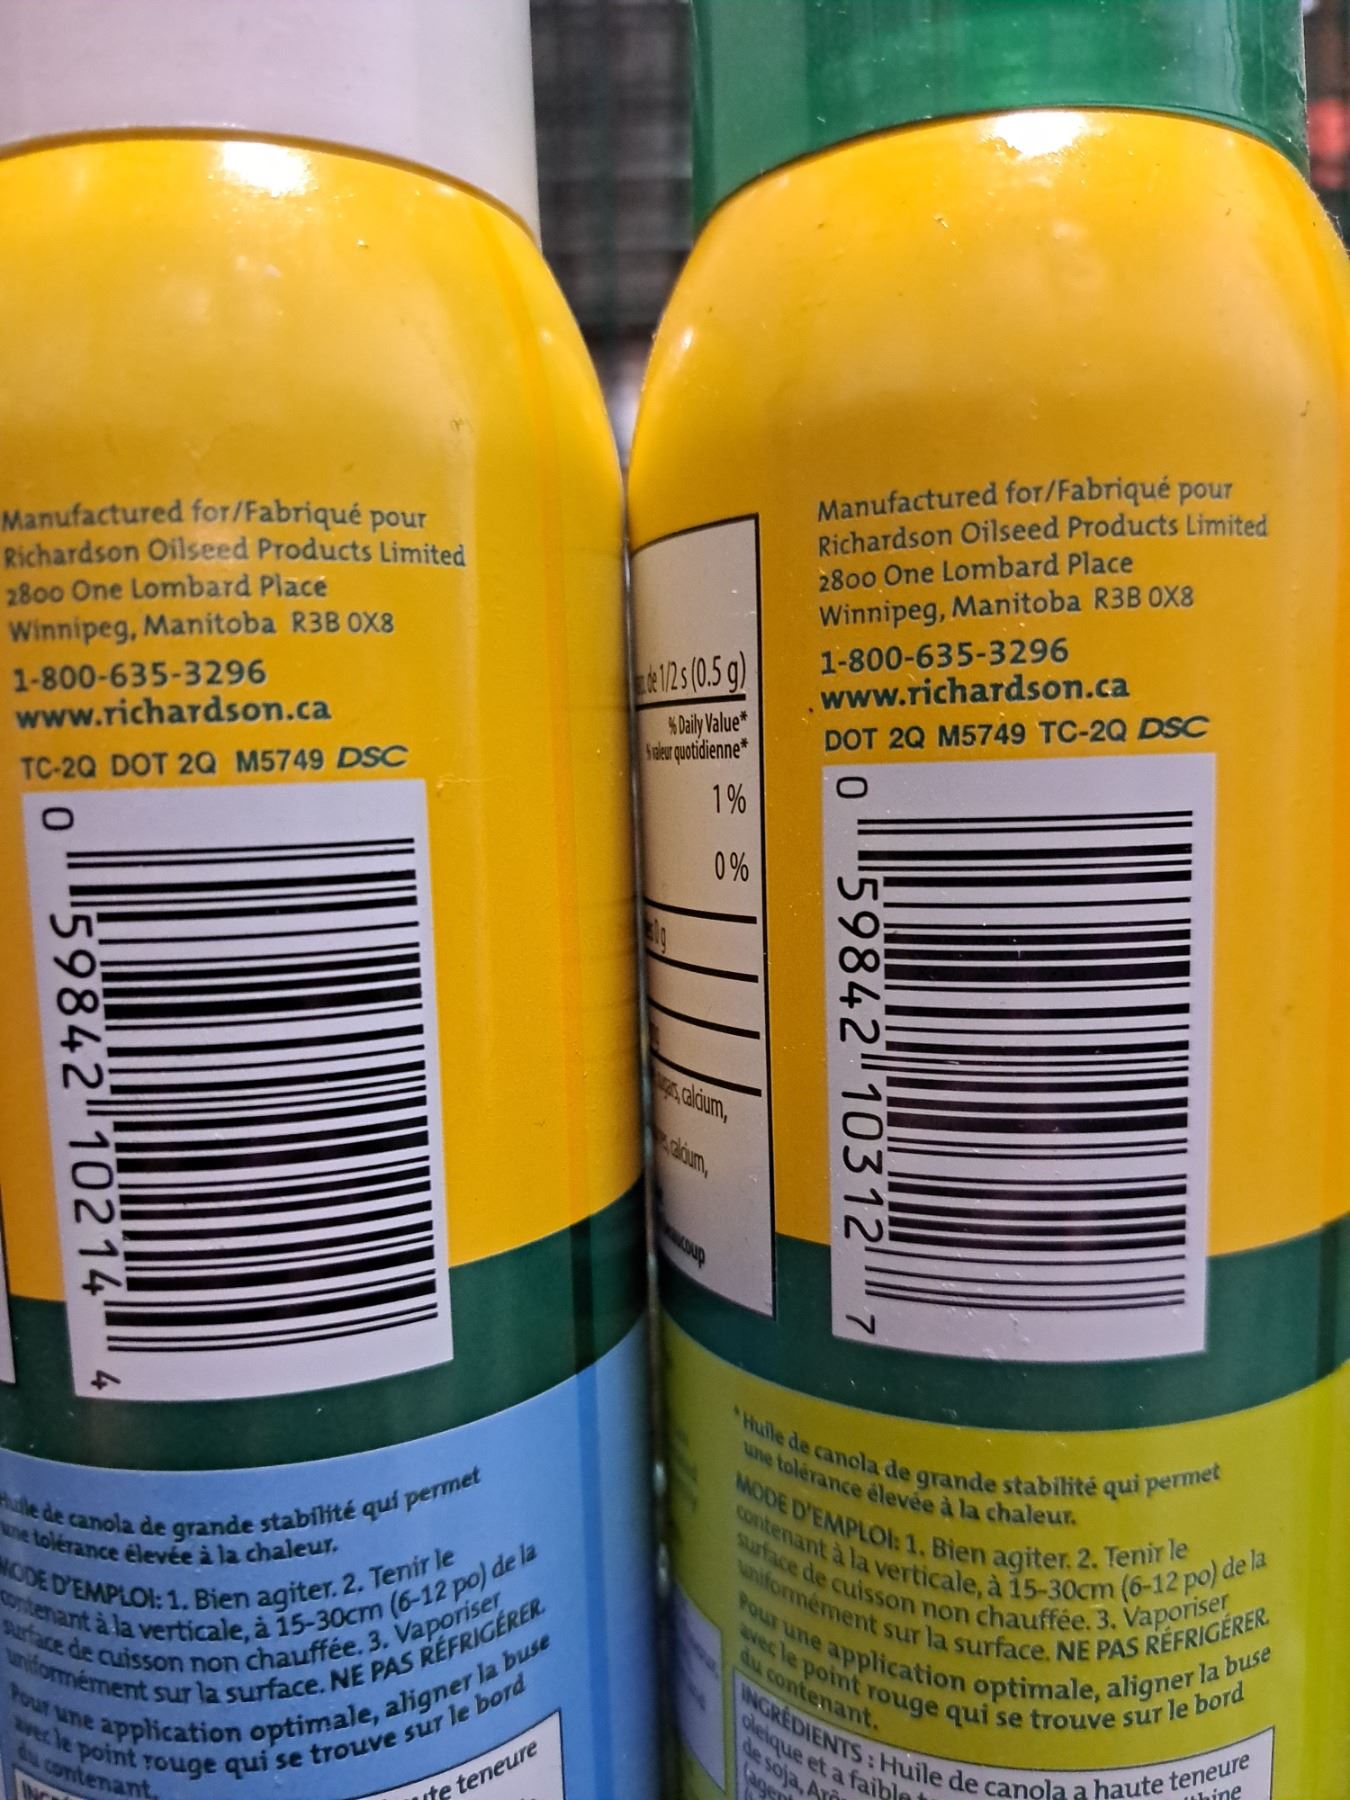 Manufactured for/Fabriqué pour
Richardson Oilseed Products Limited
2800 One Lombard Place
Winnipeg, Manitoba R3B 0X8
1-800-635-3296
www.richardson.ca
TC-2Q DOT 2Q M5749 DSC
0 59842 10214 4
Huile de canola de grande stabilité qui permet
une tolérance élevée à la chaleur.
MODE D'EMPLOI: 1. Bien agiter. 2. Tenir le
contenant à la verticale, à 15-30cm (6-12 po) de la
surface de cuisson non chauffée. 3. Vaporiser
uniformément sur la surface. NE PAS RÉFRIGÉRER.
Pour une application optimale, aligner la buse
avec le point rouge qui se trouve sur le bord
du contenant.
teneure
de 1/2 s (0.5 g)
% Daily Value*
% valeur quotidienne*
1 %
0 %
0 g
sugars, calcium,
calcium,
Manufactured for/Fabriqué pour
Richardson Oilseed Products Limited
2800 One Lombard Place
Winnipeg, Manitoba R3B 0X8
1-800-635-3296
www.richardson.ca
DOT 2Q M5749 TC-2Q DSC
0 59842 10312 7
*Huile de canola de grande stabilité qui permet
une tolérance élevée à la chaleur.
MODE D'EMPLOI: 1. Bien agiter. 2. Tenir le
contenant à la verticale, à 15-30cm (6-12 po) de la
surface de cuisson non chauffée. 3. Vaporiser
uniformément sur la surface. NE PAS RÉFRIGÉRER.
Pour une application optimale, aligner la buse
avec le point rouge qui se trouve sur le bord
du contenant.
INGRÉDIENTS : Huile de canola a haute teneure
oleique et a faible
de soja,